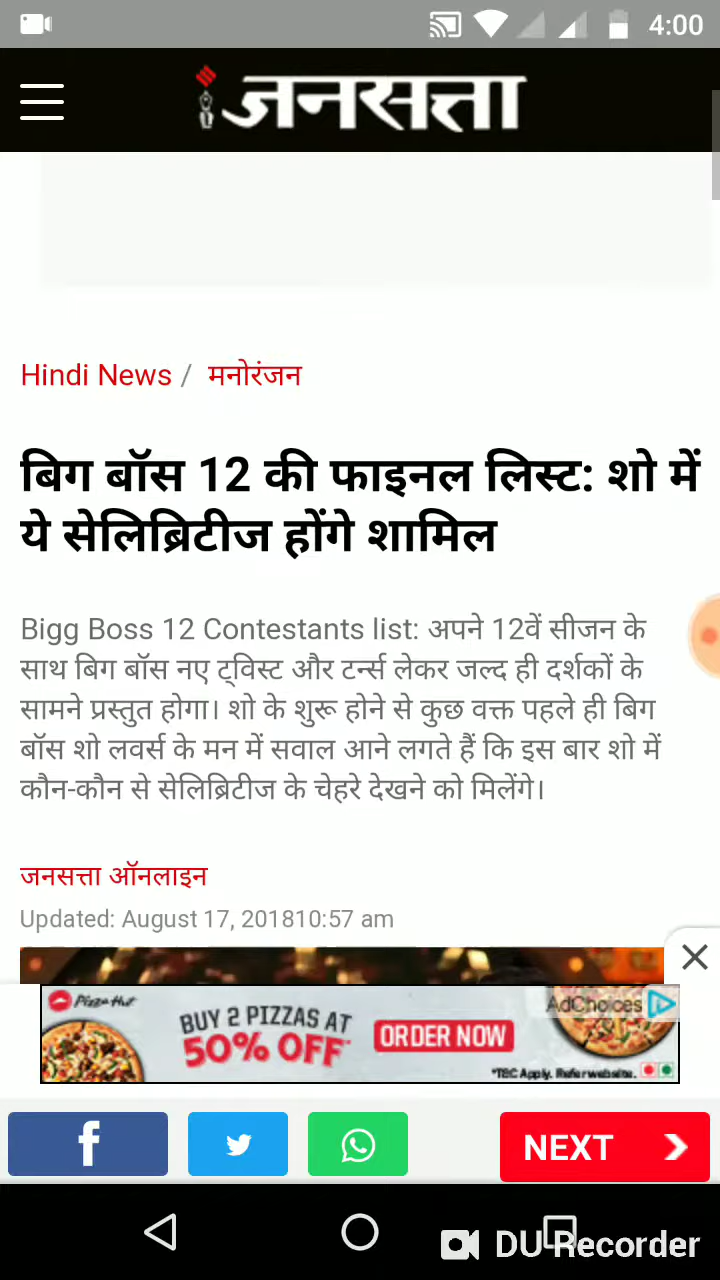 4:00
जनसत्ता
Hindi News / मनोरंजन
बिग बॉस 12 की फाइनल लिस्ट: शो में
ये सेलिब्रिटीज होंगे शामिल
Bigg Boss 12 Contestants list: अपने 12वें सीजन के
साथ बिग बॉस नए ट्विस्ट और टर्न्स लेकर जल्द ही दर्शकों के
सामने प्रस्तुत होगा। शो के शुरू होने से कुछ वक्त पहले ही बिग
बॉस शो लवर्स के मन में सवाल आने लगते हैं कि इस बार शो में
कौन-कौन से सेलिब्रिटीज के चेहरे देखने को मिलेंगे।
जनसत्ता ऑनलाइन
Updated: August 17, 201810:57 am
Pizza Hut
BUY 2 PIZZAS AT
50% OFF*
ORDER NOW
AdChoices
*T&C Apply. Refer website.
f
NEXT
DU Recorder